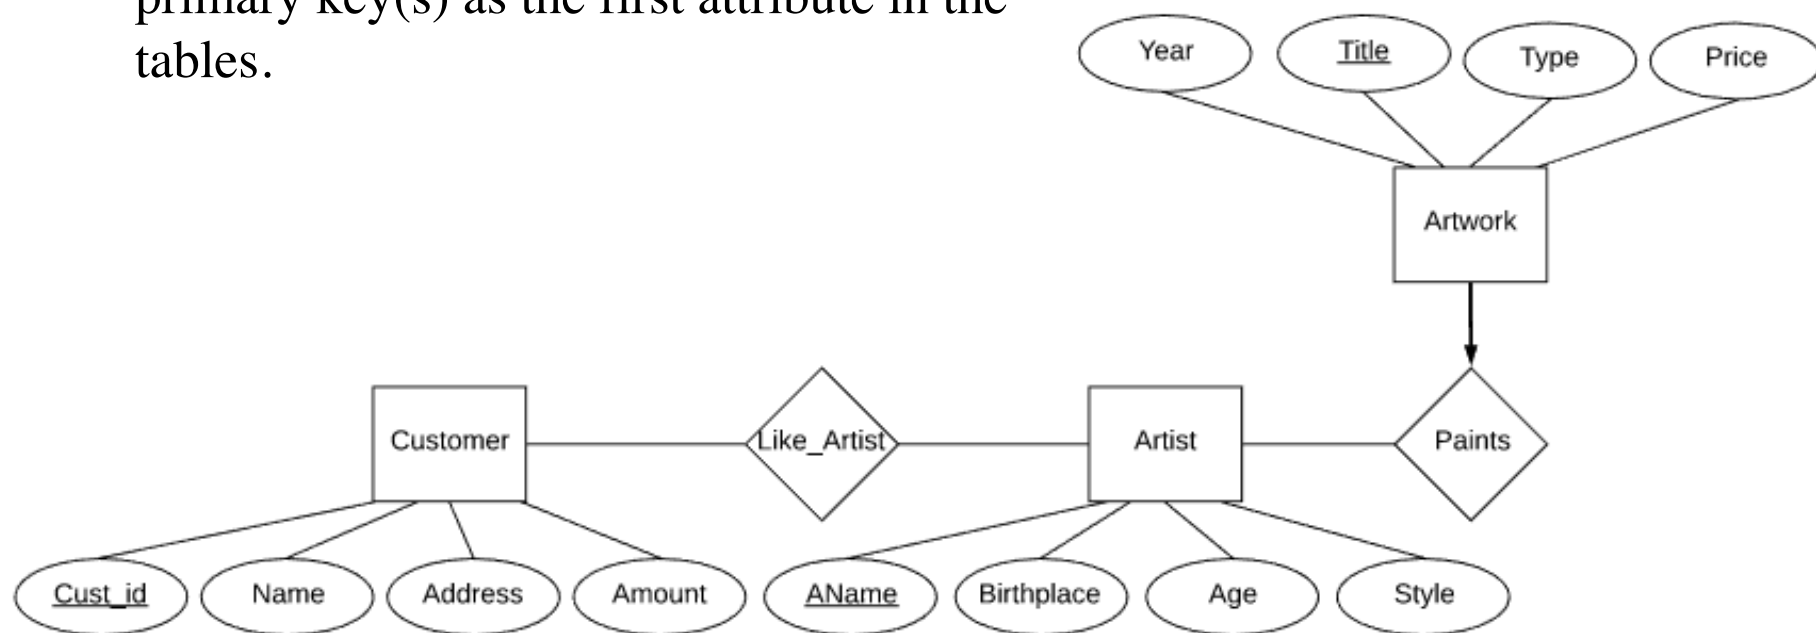 primary key(s) as the first attribute in the
tables.
Year
Title
Type
Price
Artwork
Customer
Like_Artist
Artist
Paints
Cust_id
Name
Address
Amount
AName
Birthplace
Age
Style